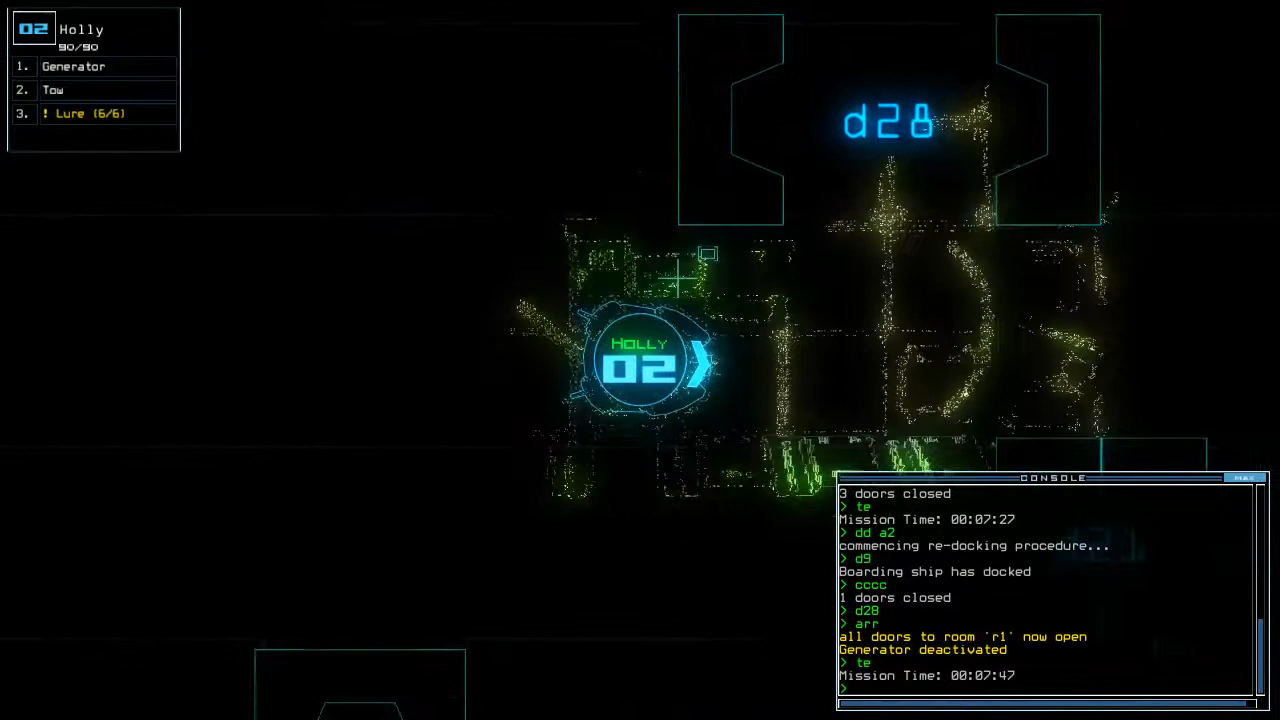 02 Holly
90/90
1. Generator
2. Tow
3. ! Lure (6/6)
d28
Holly
02
CONSOLE
MAX
3 doors closed
> te
Mission Time: 00:07:27
> dd a2
commencing re-docking procedure...
> d9
Boarding ship has docked
> cccc
1 doors closed
> d28
> arr
all doors to room 'r1' now open
Generator deactivated
> te
Mission Time: 00:07:47
>